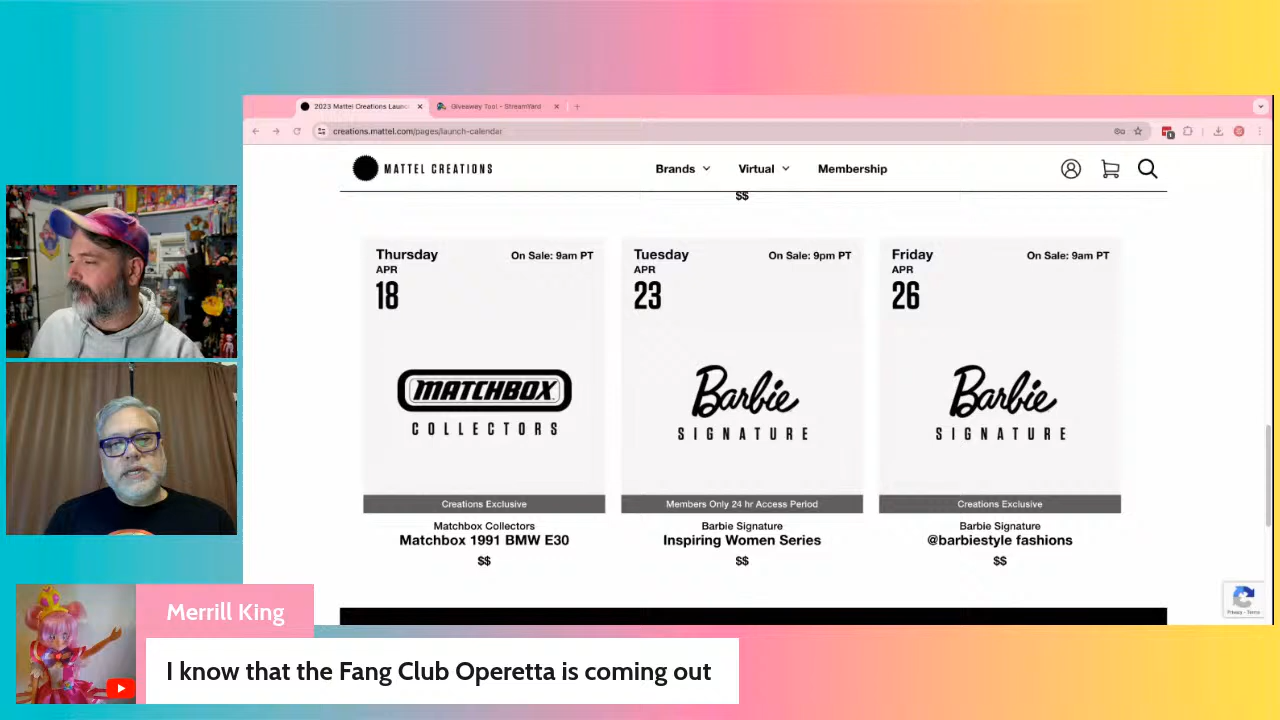 2023 Mattel Creations Launc
Giveaway Tool - StreamYard
creations.mattel.com/pages/launch-calendar
MATTEL CREATIONS
Brands
Virtual
Membership
$$
Thursday
On Sale: 9am PT
APR
18
MATCHBOX
COLLECTORS
Creations Exclusive
Matchbox Collectors
Matchbox 1991 BMW E30
$$
Tuesday
On Sale: 9pm PT
APR
23
Barbie
SIGNATURE
Members Only 24 hr Access Period
Barbie Signature
Inspiring Women Series
$$
Friday
On Sale: 9am PT
APR
26
Barbie
SIGNATURE
Creations Exclusive
Barbie Signature
@barbiestyle fashions
$$
Privacy - Terms
Merrill King
I know that the Fang Club Operetta is coming out